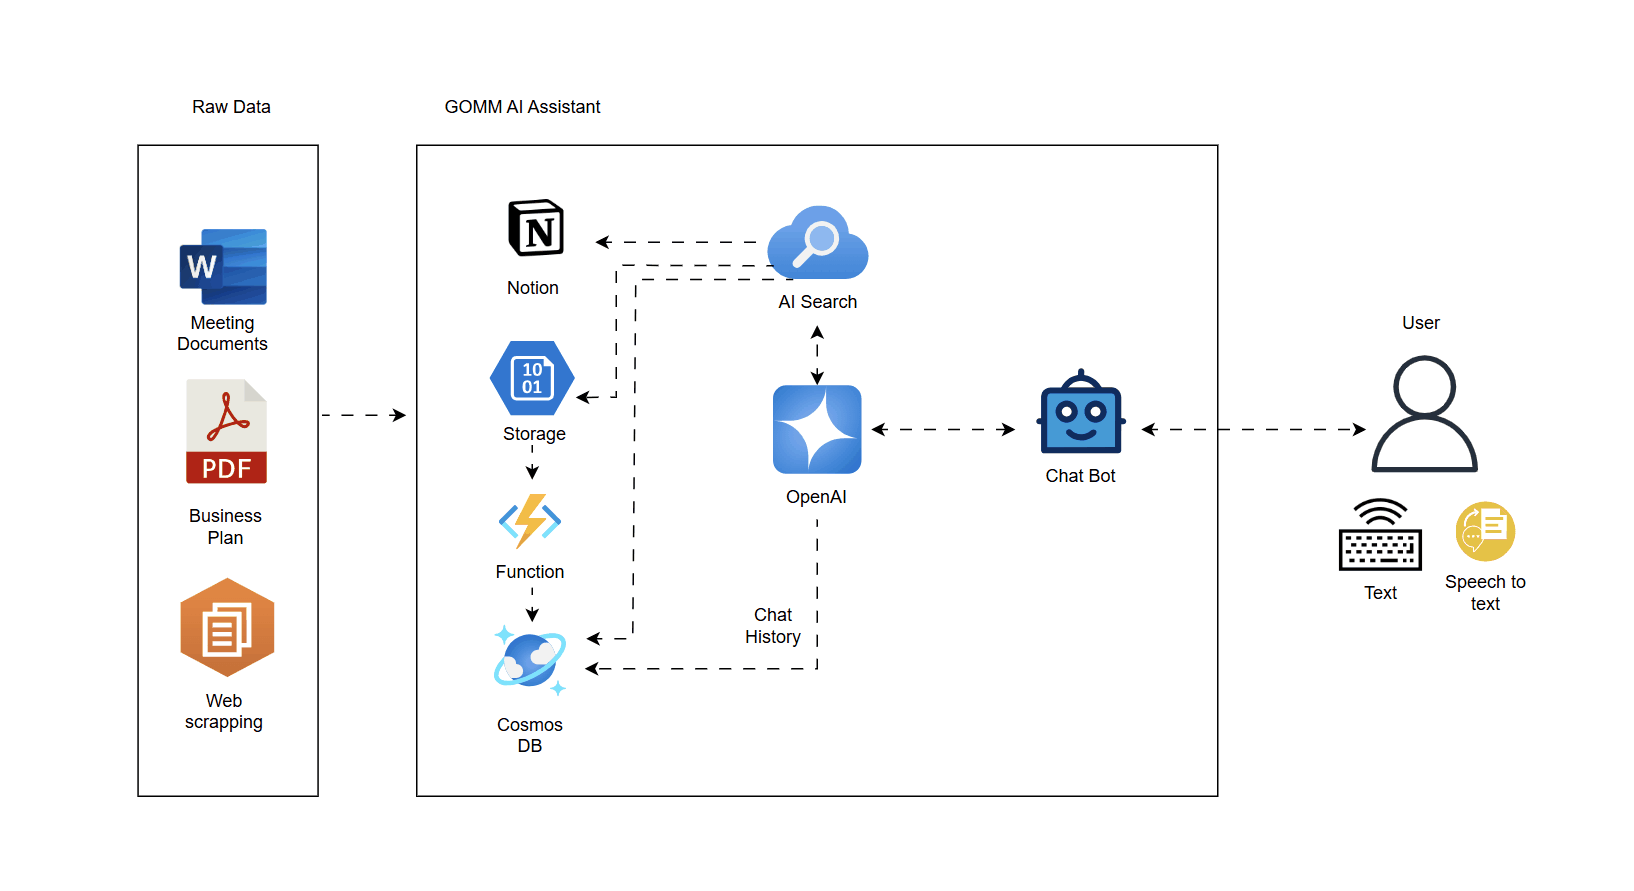 Raw Data
GOMM AI Assistant
W
Meeting
Documents
PDF
Business
Plan
Web
scrapping
N
Notion
10
01
Storage
Function
Cosmos
DB
AI Search
OpenAI
Chat
History
Chat Bot
User
Text
Speech to
text